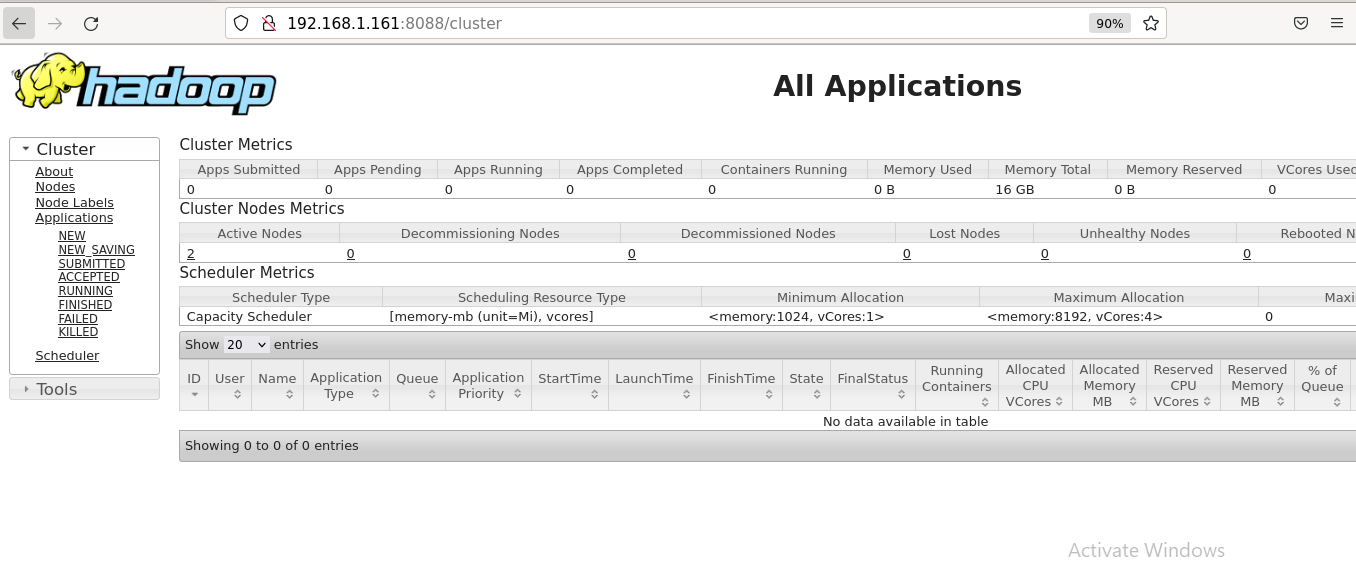 192.168.1.161:8088/cluster 90%
hadoop
All Applications
Cluster
About
Nodes
Node Labels
Applications
NEW
NEW_SAVING
SUBMITTED
ACCEPTED
RUNNING
FINISHED
FAILED
KILLED
Scheduler
Tools
Cluster Metrics
Apps Submitted Apps Pending Apps Running Apps Completed Containers Running Memory Used Memory Total Memory Reserved VCores Used
0 0 0 0 0 0 B 16 GB 0 B 0
Cluster Nodes Metrics
Active Nodes Decommissioning Nodes Decommissioned Nodes Lost Nodes Unhealthy Nodes Rebooted N
2 0 0 0 0 0
Scheduler Metrics
Scheduler Type Scheduling Resource Type Minimum Allocation Maximum Allocation Maxi
Capacity Scheduler [memory-mb (unit=Mi), vcores] <memory:1024, vCores:1> <memory:8192, vCores:4> 0
Show 20 entries
ID User Name Application Type Queue Application Priority StartTime LaunchTime FinishTime State FinalStatus Running Containers Allocated CPU VCores Allocated Memory MB Reserved CPU VCores Reserved Memory MB % of Queue
No data available in table
Showing 0 to 0 of 0 entries
Activate Windows